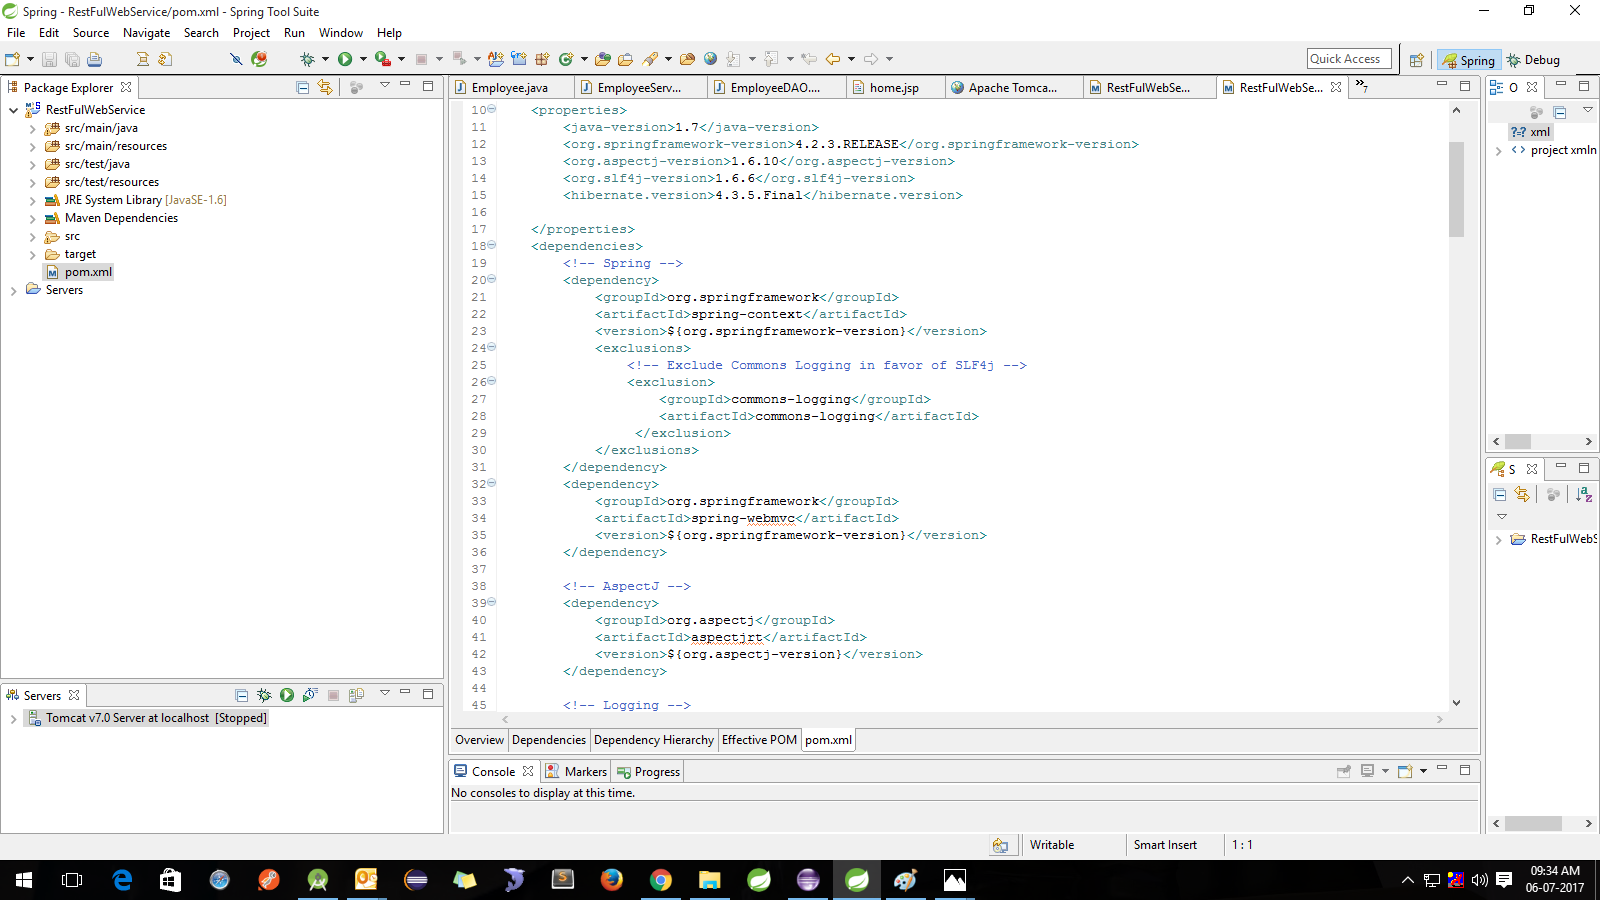 Spring - RestFulWebService/pom.xml - Spring Tool Suite
File Edit Source Navigate Search Project Run Window Help
Quick Access
Spring
Debug
Package Explorer
RestFulWebService
src/main/java
src/main/resources
src/test/java
src/test/resources
JRE System Library [JavaSE-1.6]
Maven Dependencies
src
target
pom.xml
Servers
Servers
Tomcat v7.0 Server at localhost [Stopped]
Employee.java
EmployeeServ...
EmployeeDAO....
home.jsp
Apache Tomca...
RestFulWebSe...
RestFulWebSe...
»7
10 <properties>
11 <java-version>1.7</java-version>
12 <org.springframework-version>4.2.3.RELEASE</org.springframework-version>
13 <org.aspectj-version>1.6.10</org.aspectj-version>
14 <org.slf4j-version>1.6.6</org.slf4j-version>
15 <hibernate.version>4.3.5.Final</hibernate.version>
16
17 </properties>
18 <dependencies>
19 <!-- Spring -->
20 <dependency>
21 <groupId>org.springframework</groupId>
22 <artifactId>spring-context</artifactId>
23 <version>${org.springframework-version}</version>
24 <exclusions>
25 <!-- Exclude Commons Logging in favor of SLF4j -->
26 <exclusion>
27 <groupId>commons-logging</groupId>
28 <artifactId>commons-logging</artifactId>
29 </exclusion>
30 </exclusions>
31 </dependency>
32 <dependency>
33 <groupId>org.springframework</groupId>
34 <artifactId>spring-webmvc</artifactId>
35 <version>${org.springframework-version}</version>
36 </dependency>
37
38 <!-- AspectJ -->
39 <dependency>
40 <groupId>org.aspectj</groupId>
41 <artifactId>aspectjrt</artifactId>
42 <version>${org.aspectj-version}</version>
43 </dependency>
44
45 <!-- Logging -->
Overview Dependencies Dependency Hierarchy Effective POM pom.xml
Console Markers Progress
No consoles to display at this time.
O
?=? xml
<> project xmln
S
RestFulWebS
Writable Smart Insert 1 : 1
09:34 AM
06-07-2017